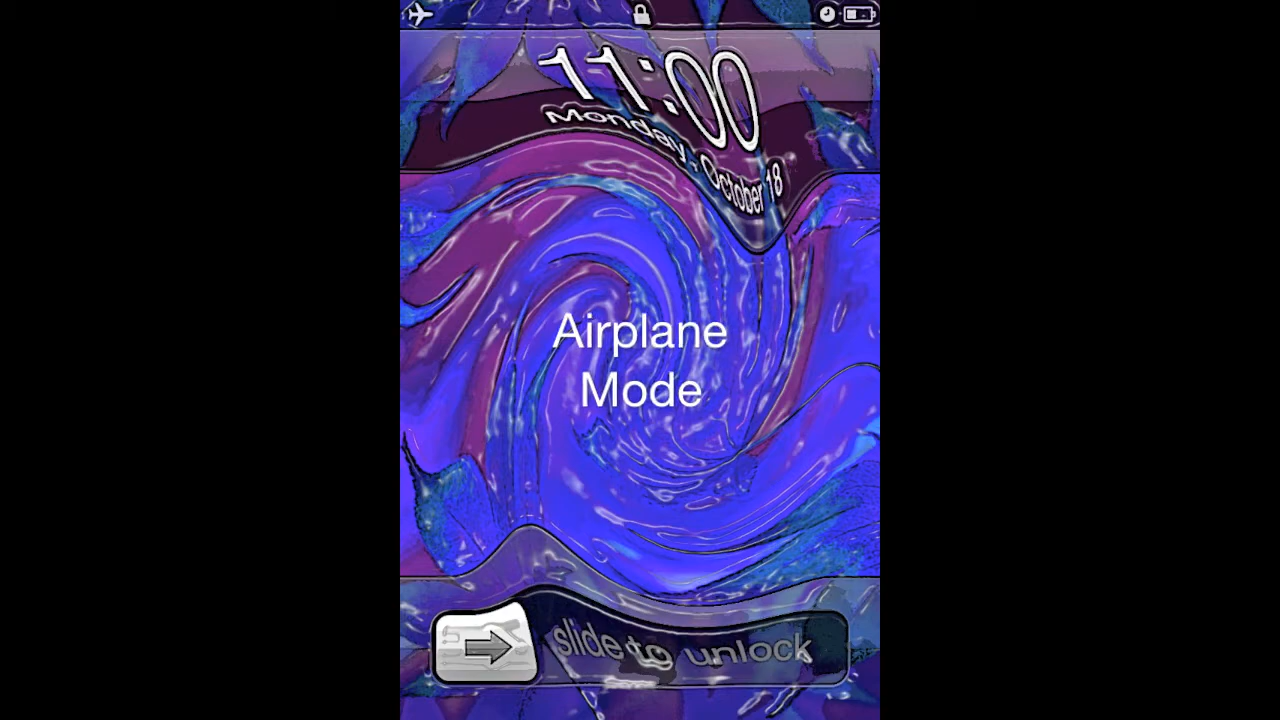 11:00
Monday, October 18
Airplane
Mode
slide to unlock